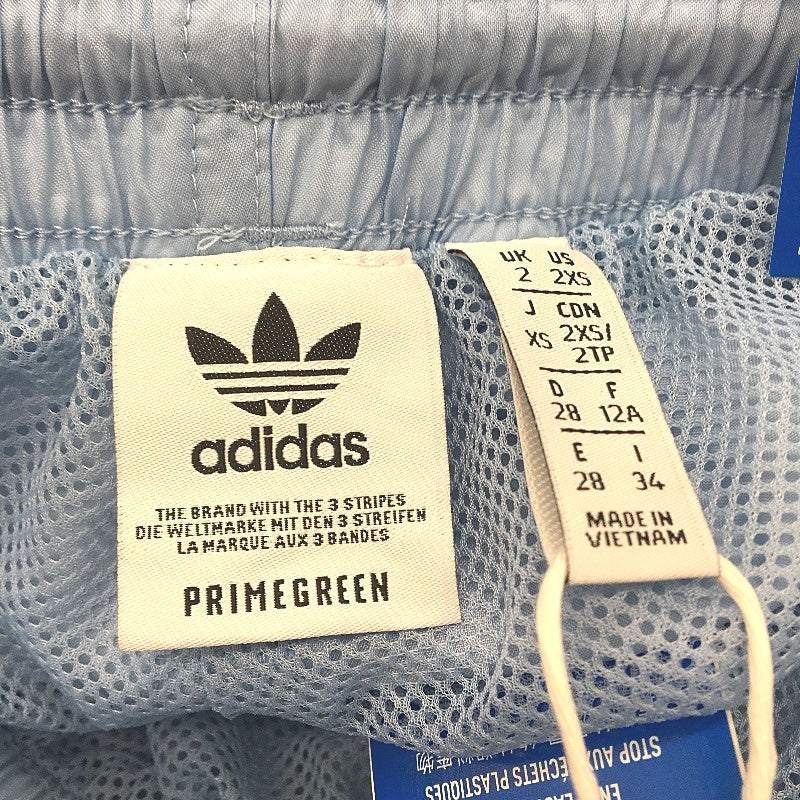 adidas
THE BRAND WITH THE 3 STRIPES
DIE WELTMARKE MIT DEN 3 STREIFEN
LA MARQUE AUX 3 BANDES
PRIMEGREEN
UK US
2 2XS
J CDN
XS 2XS/
2TP
D F
28 12A
E I
28 34
MADE IN
VIETNAM
STOP AUX DÉCHETS PLASTIQUES